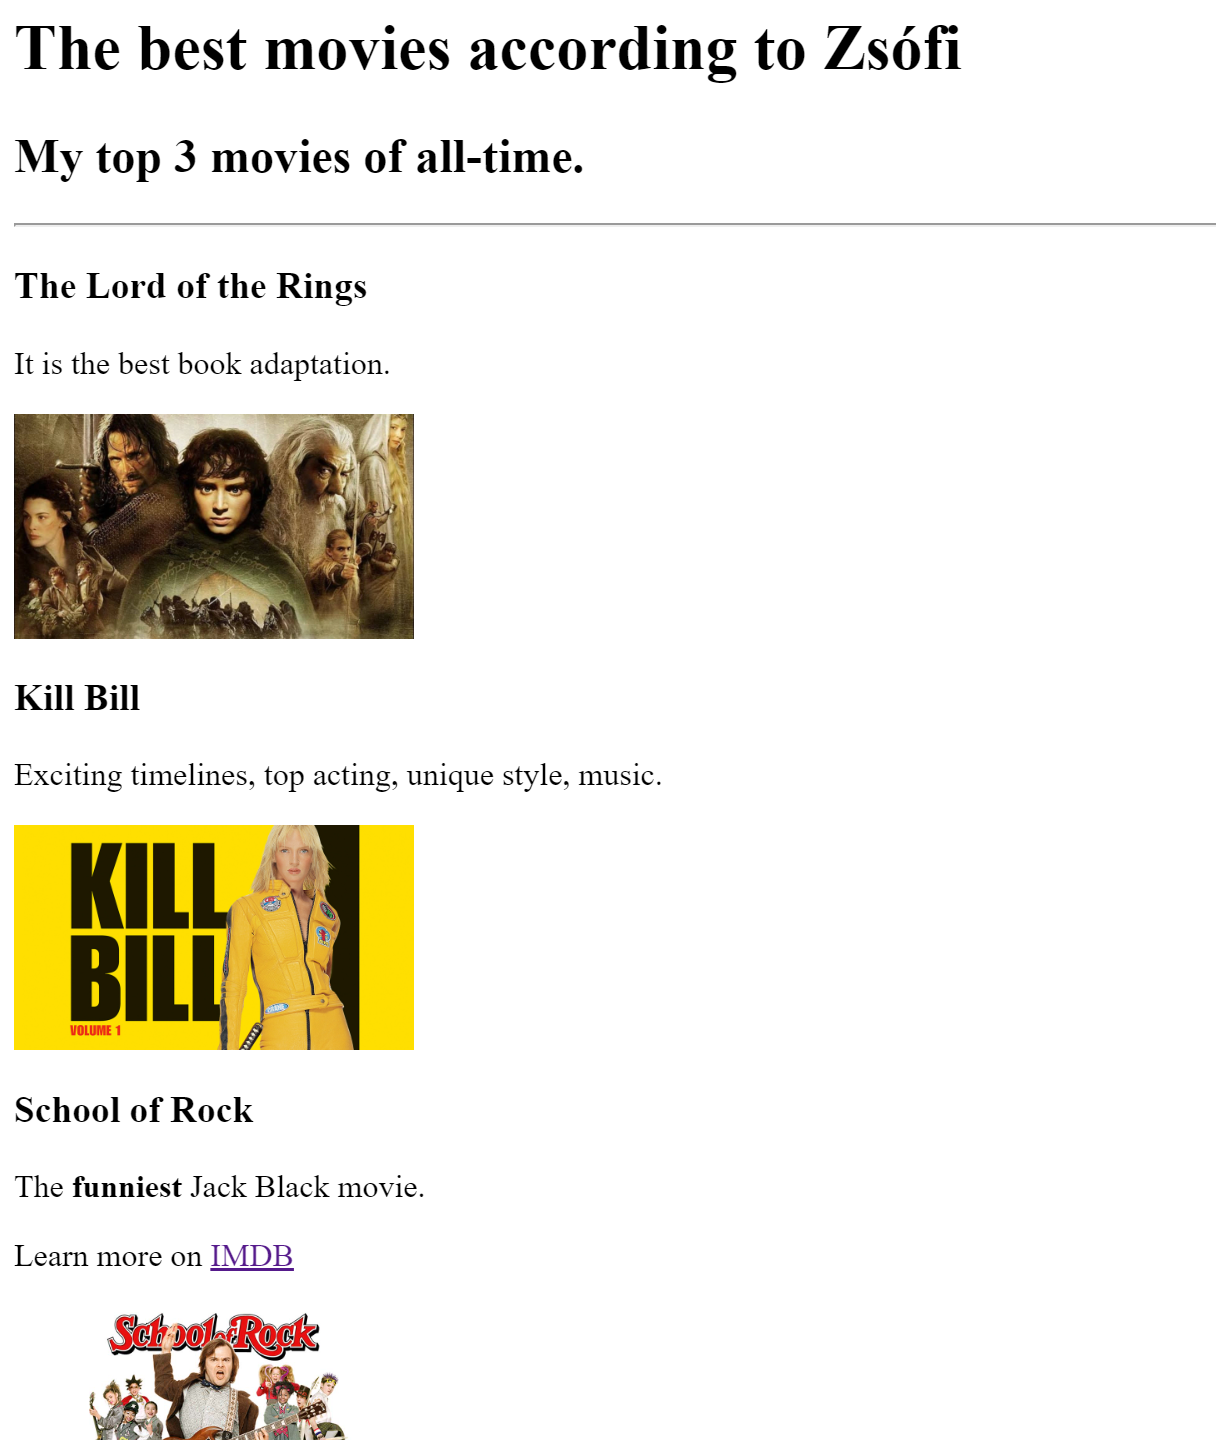 The best movies according to Zsófi
My top 3 movies of all-time.
The Lord of the Rings
It is the best book adaptation.
Kill Bill
Exciting timelines, top acting, unique style, music.
KILL
BILL
VOLUME 1
School of Rock
The funniest Jack Black movie.
Learn more on IMDB
School of Rock